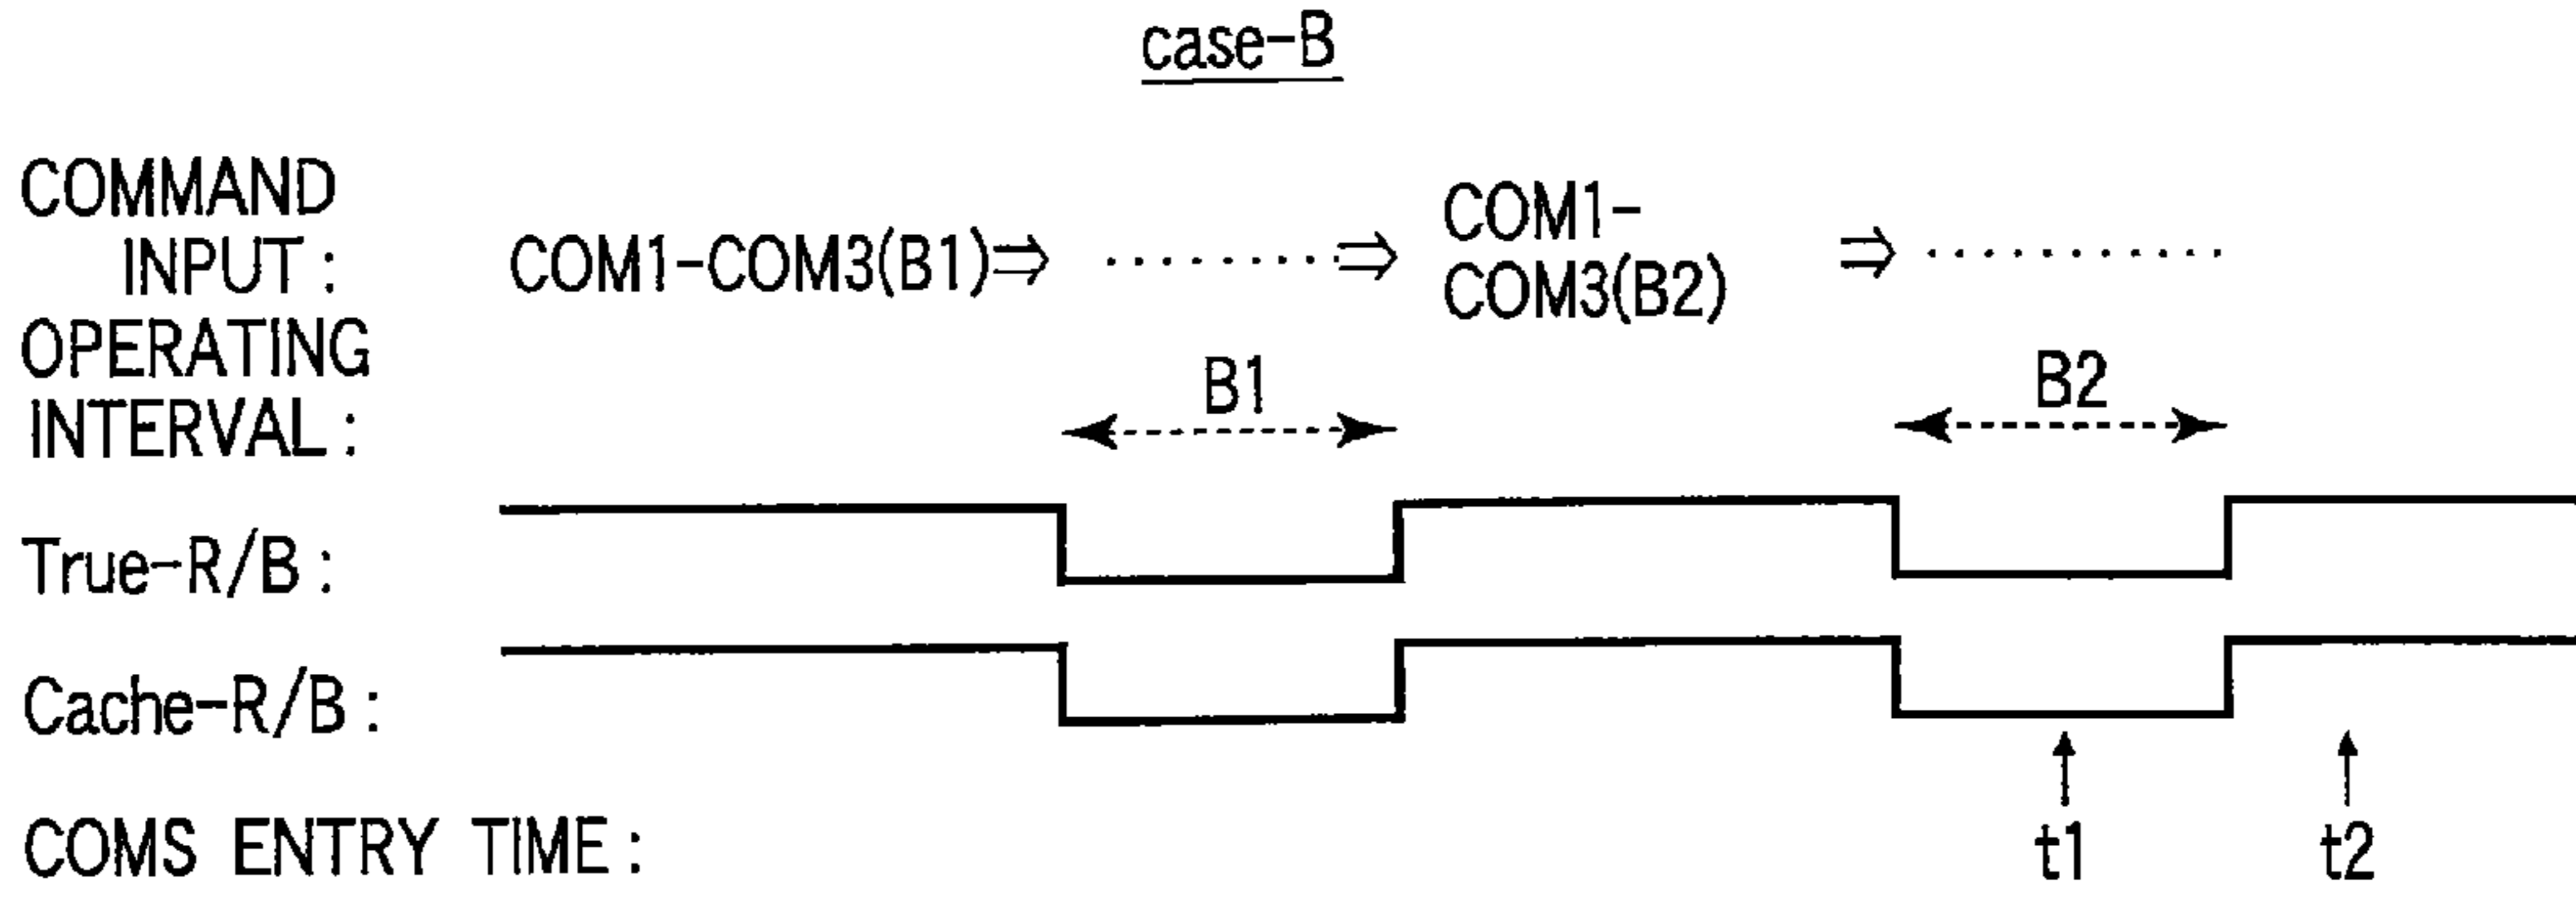 case-B
COMMAND
INPUT :
COM1-COM3(B1)⇒ ..........⇒ COM1-
COM3(B2) ⇒ ..........
OPERATING
INTERVAL :
B1
B2
True-R/B :
Cache-R/B :
COMS ENTRY TIME :
t1
t2